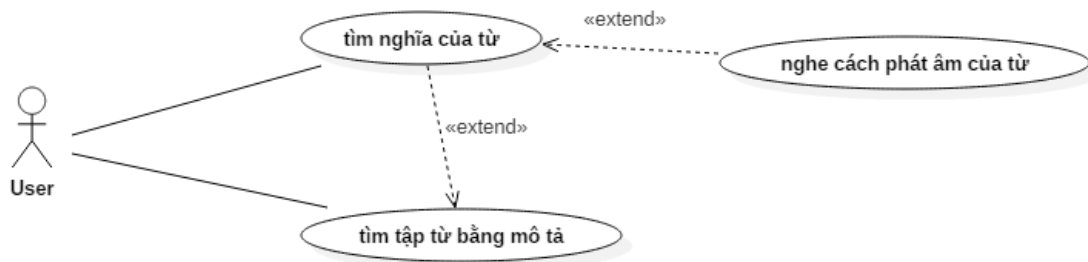 «extend»
tìm nghĩa của từ
nghe cách phát âm của từ
«extend»
User
tìm tập từ bằng mô tả